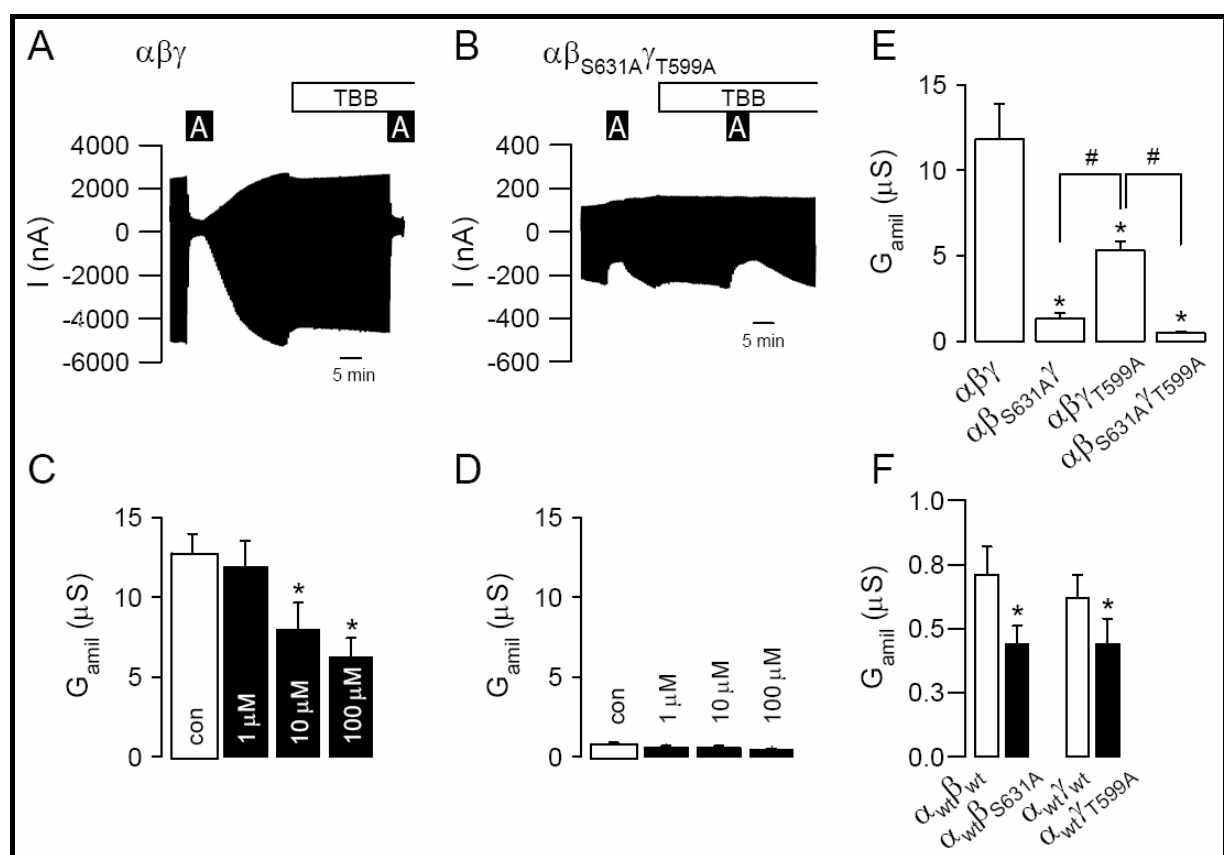 A
αβγ
TBB
A
A
4000
2000
0
-2000
-4000
-6000
I (nA)
5 min
B
αβS631AγT599A
TBB
A
A
400
200
0
-200
-400
-600
I (nA)
5 min
E
15
10
5
0
Gamil (μS)
#
#
*
*
*
αβγ
αβS631Aγ
αβγT599A
αβS631AγT599A
C
15
10
5
0
Gamil (μS)
*
*
con
1 μM
10 μM
100 μM
D
15
10
5
0
Gamil (μS)
con
1 μM
10 μM
100 μM
F
1.0
0.8
0.5
0.3
0.0
Gamil (μS)
*
*
αwtβwt
αwtβS631A
αwtγwt
αwtγT599A